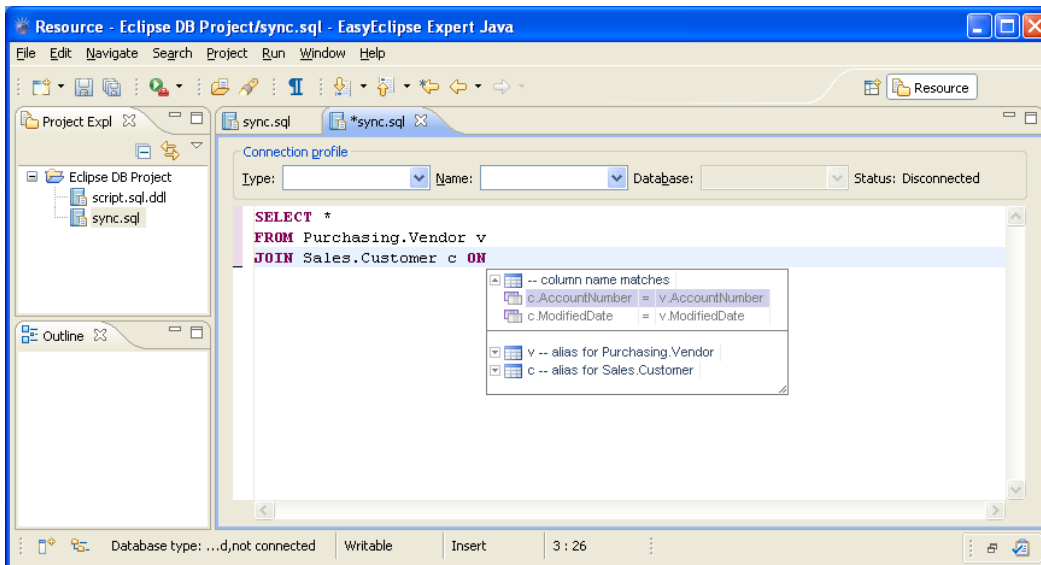 Resource - Eclipse DB Project/sync.sql - EasyEclipse Expert Java
File Edit Navigate Search Project Run Window Help
Resource
Project Expl
sync.sql
*sync.sql
Connection profile
Type: Name: Database: Status: Disconnected
Eclipse DB Project
script.sql.ddl
sync.sql
SELECT *
FROM Purchasing.Vendor v
JOIN Sales.Customer c ON
-- column name matches
c.AccountNumber = v.AccountNumber
c.ModifiedDate = v.ModifiedDate
v -- alias for Purchasing.Vendor
c -- alias for Sales.Customer
Outline
Database type: ...d,not connected Writable Insert 3 : 26